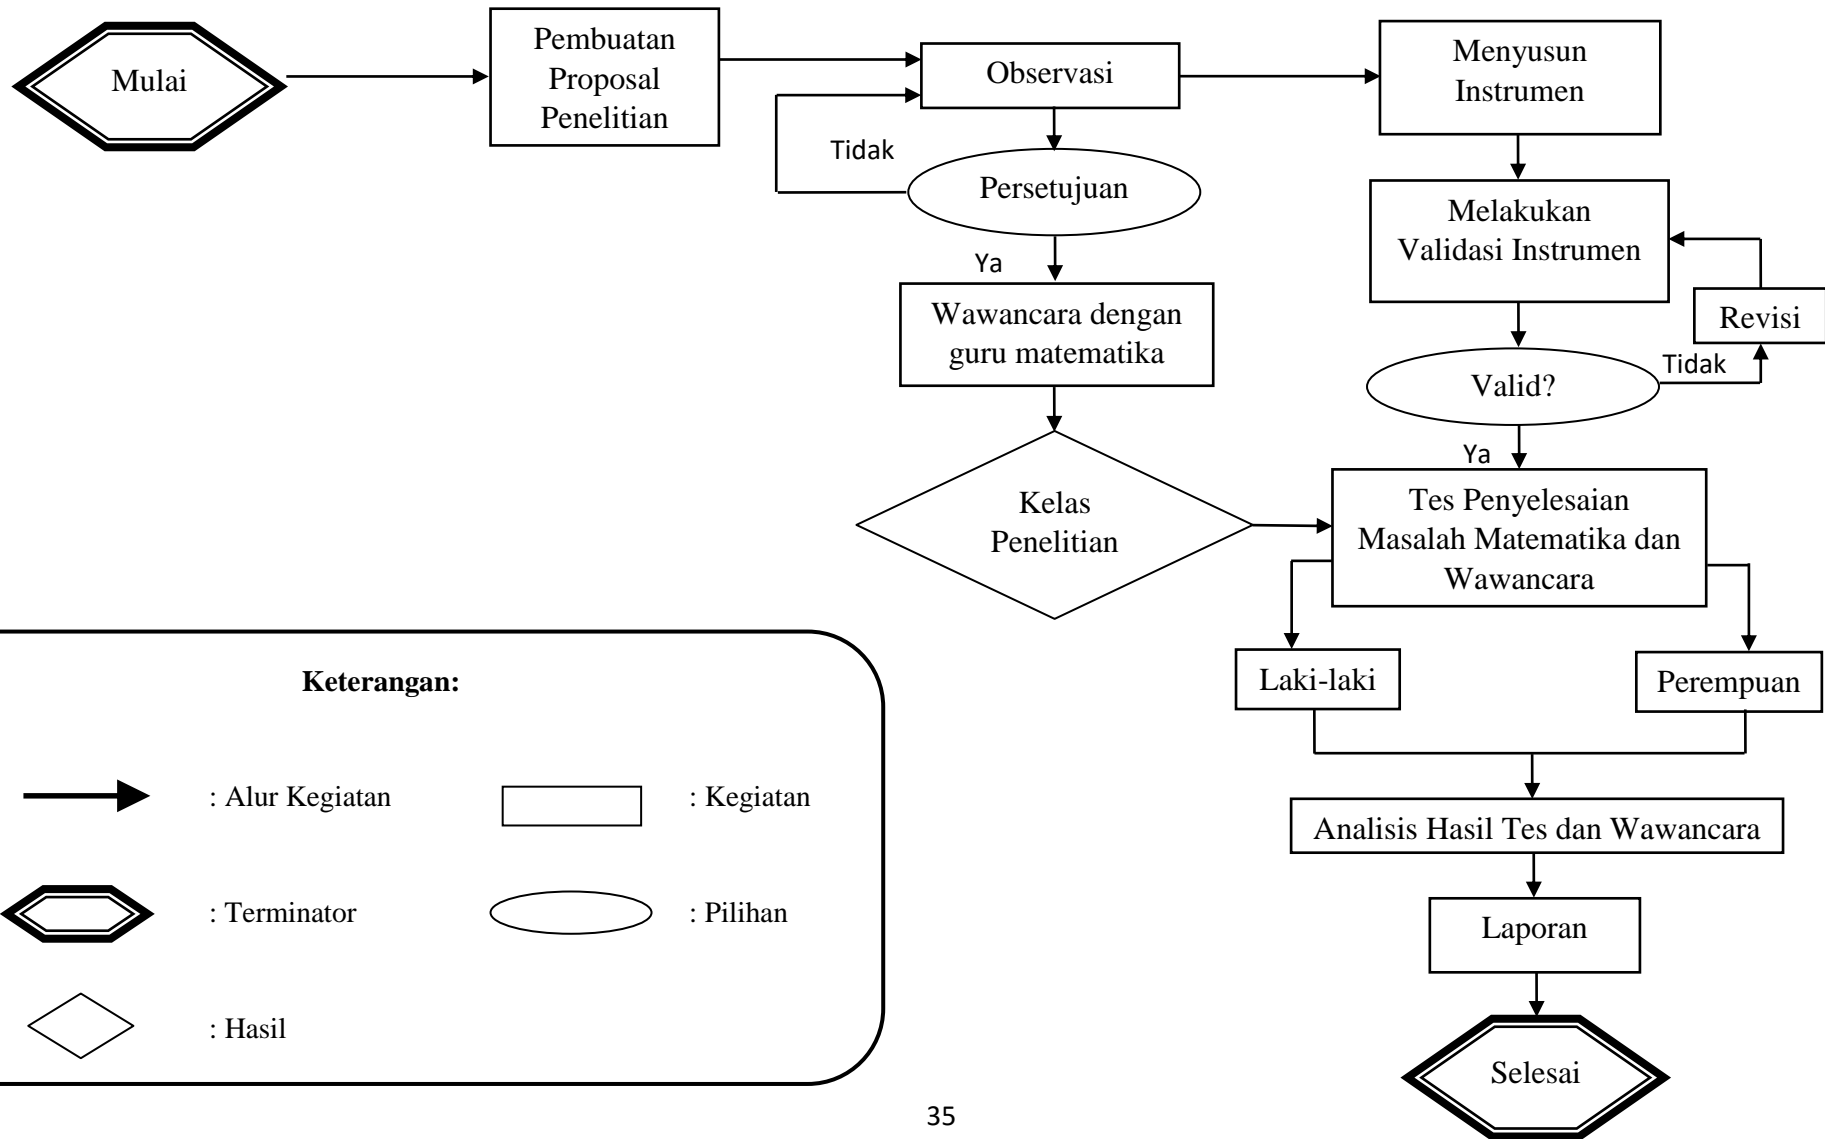 Mulai
Pembuatan
Proposal
Penelitian
Observasi
Menyusun
Instrumen
Tidak
Persetujuan
Melakukan
Validasi Instrumen
Ya
Wawancara dengan
guru matematika
Revisi
Valid?
Tidak
Ya
Kelas
Penelitian
Tes Penyelesaian
Masalah Matematika dan
Wawancara
Laki-laki
Perempuan
Analisis Hasil Tes dan Wawancara
Laporan
Selesai
Keterangan:
: Alur Kegiatan
: Kegiatan
: Terminator
: Pilihan
: Hasil
35